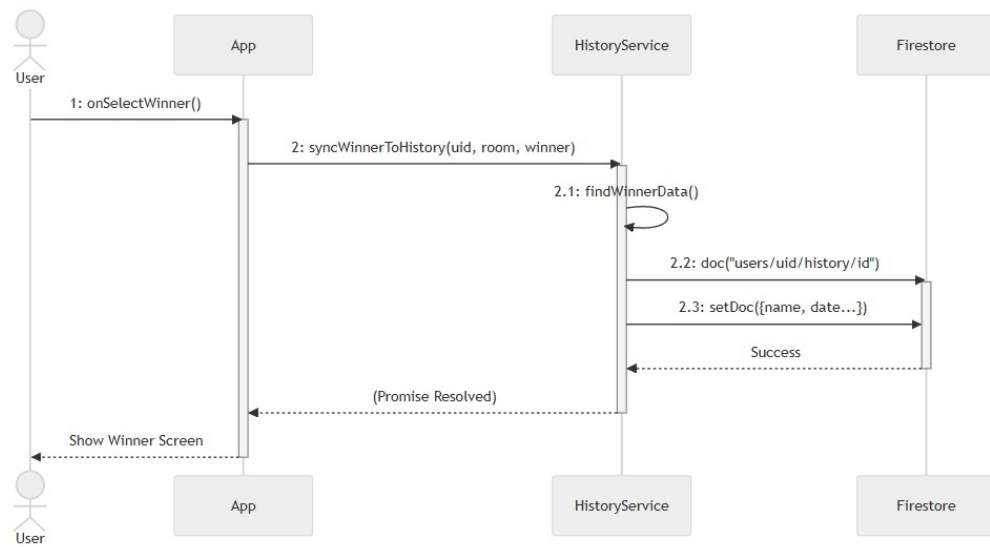 App
HistoryService
Firestore
User
1: onSelectWinner()
2: syncWinnerToHistory(uid, room, winner)
2.1: findWinnerData()
2.2: doc("users/uid/history/id")
2.3: setDoc({name, date...})
Success
(Promise Resolved)
Show Winner Screen
App
HistoryService
Firestore
User